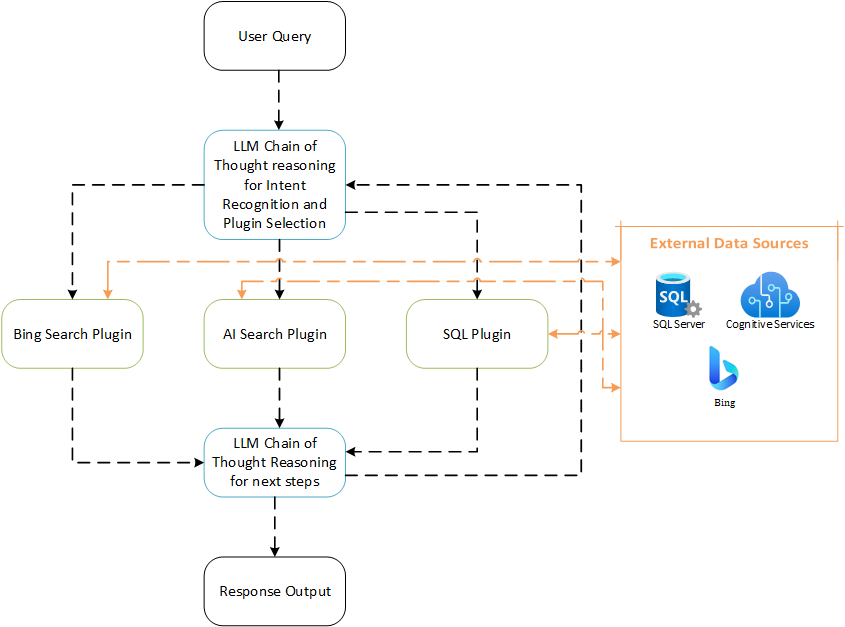 User Query
LLM Chain of
Thought reasoning
for Intent
Recognition and
Plugin Selection
External Data Sources
SQL
SQL Server
Cognitive Services
Bing Search Plugin
AI Search Plugin
SQL Plugin
Bing
LLM Chain of
Thought Reasoning
for next steps
Response Output